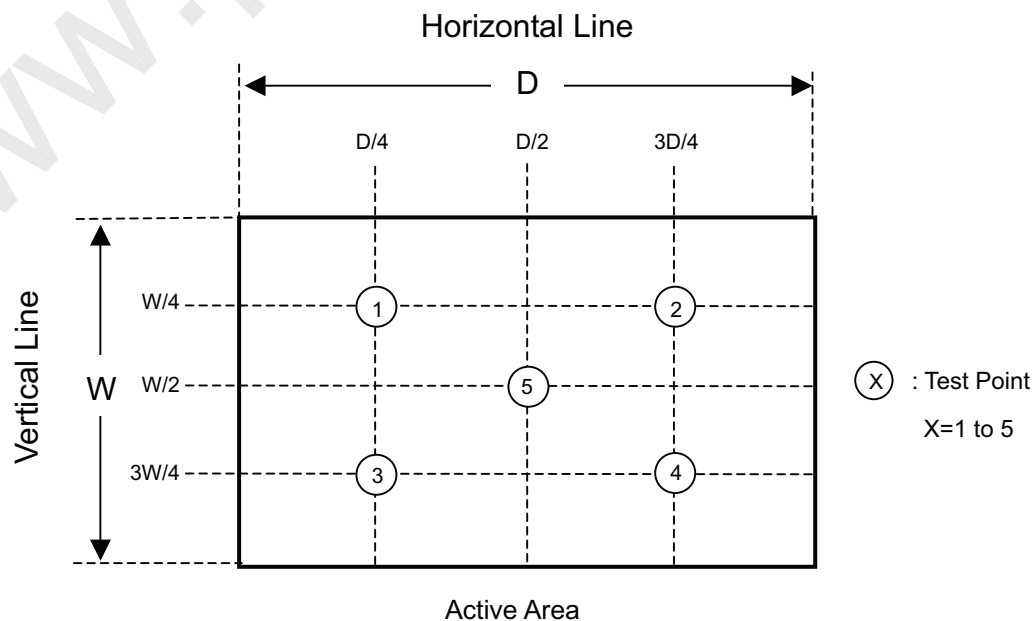 Horizontal Line
D
D/4 D/2 3D/4
Vertical Line
W
W/4
W/2
3W/4
1
2
5
3
4
X : Test Point
X=1 to 5
Active Area
ww.